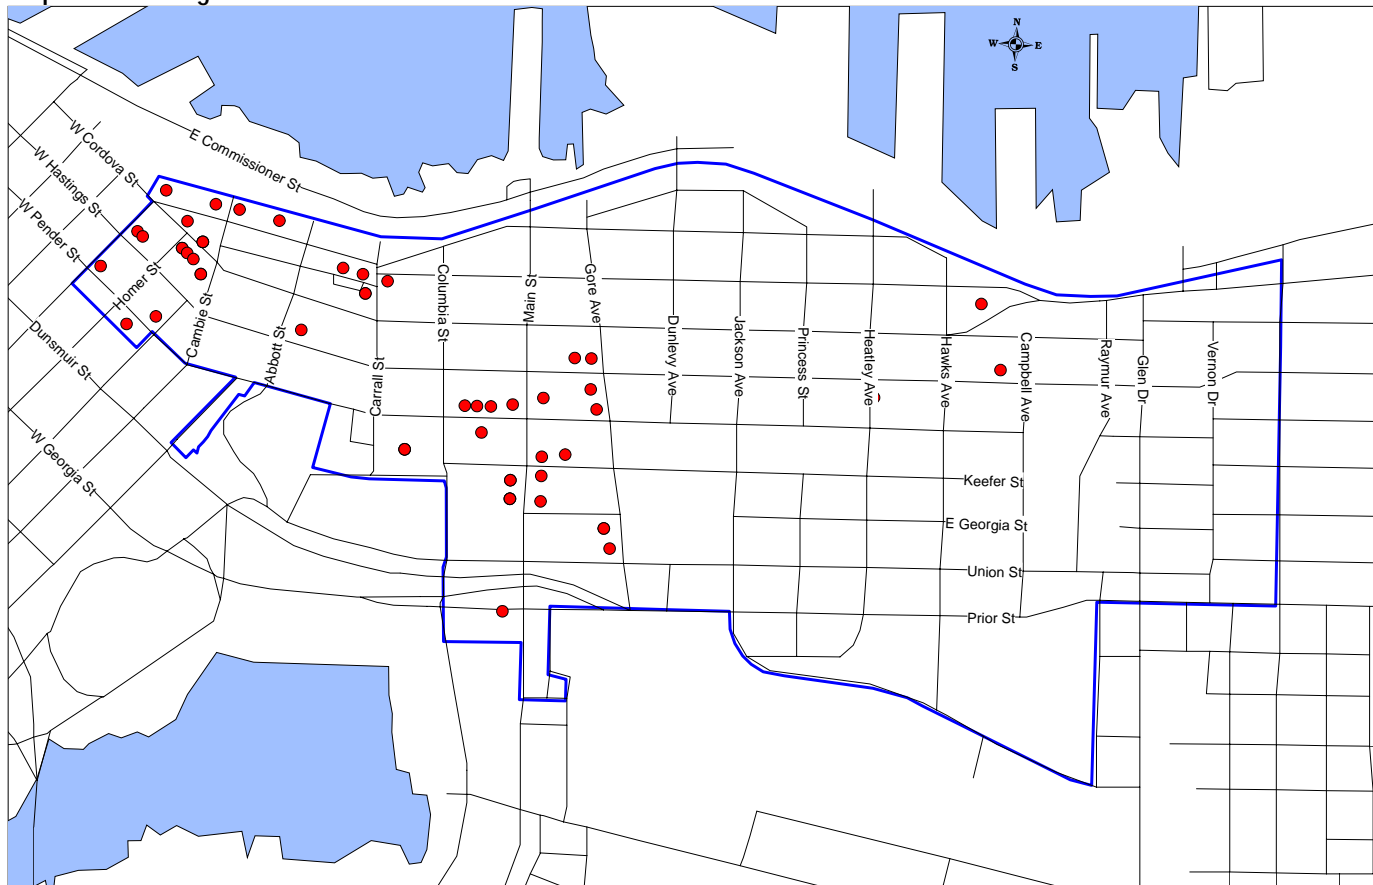 N
W E
S
E Commissioner St
W Cordova St
W Hastings St
W Pender St
Homer St
Dunsmuir St
W Georgia St
Cambie St
Abbott St
Carrall St
Columbia St
Main St
Gore Ave
Dunlevy Ave
Jackson Ave
Princess St
Heatley Ave
Hawks Ave
Campbell Ave
Raymur Ave
Glen Dr
Vernon Dr
Keefer St
E Georgia St
Union St
Prior St